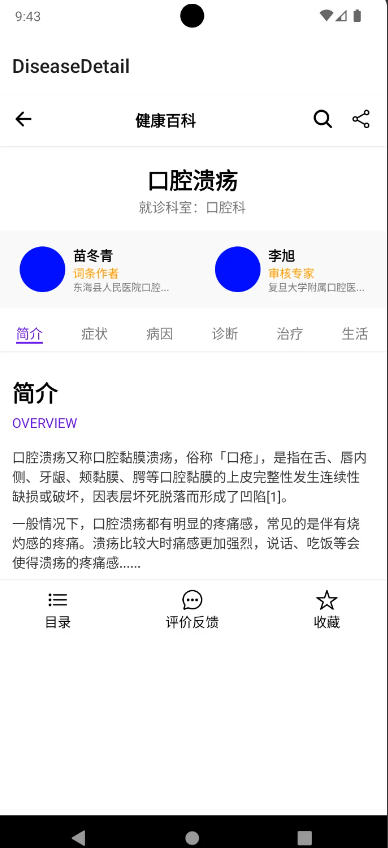 9:43
DiseaseDetail
健康百科
口腔溃疡
就诊科室：口腔科
苗冬青
词条作者
东海县人民医院口腔...
李旭
审核专家
复旦大学附属口腔医...
简介 症状 病因 诊断 治疗 生活
简介
OVERVIEW
口腔溃疡又称口腔黏膜溃疡，俗称「口疮」，是指在舌、唇内
侧、牙龈、颊黏膜、腭等口腔黏膜的上皮完整性发生连续性
缺损或破坏，因表层坏死脱落而形成了凹陷[1]。
一般情况下，口腔溃疡都有明显的疼痛感，常见的是伴有烧
灼感的疼痛。溃疡比较大时痛感更加强烈，说话、吃饭等会
使得溃疡的疼痛感......
目录 评价反馈 收藏